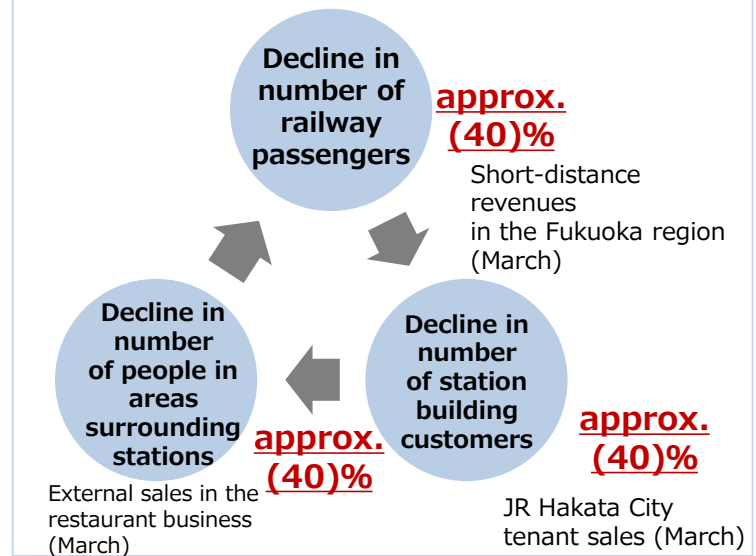 Decline in
number of
railway
passengers
approx.
(40)%
Short-distance
revenues
in the Fukuoka region
(March)
Decline in
number
of station
building
customers
approx.
(40)%
JR Hakata City
tenant sales (March)
Decline in
number
of people in
areas
surrounding
stations
approx.
(40)%
External sales in the
restaurant business
(March)